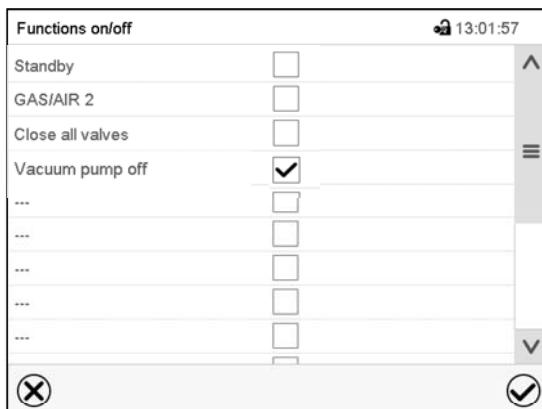 Functions on/off 13:01:57
Standby
GAS/AIR 2
Close all valves
Vacuum pump off
---
---
---
---
---